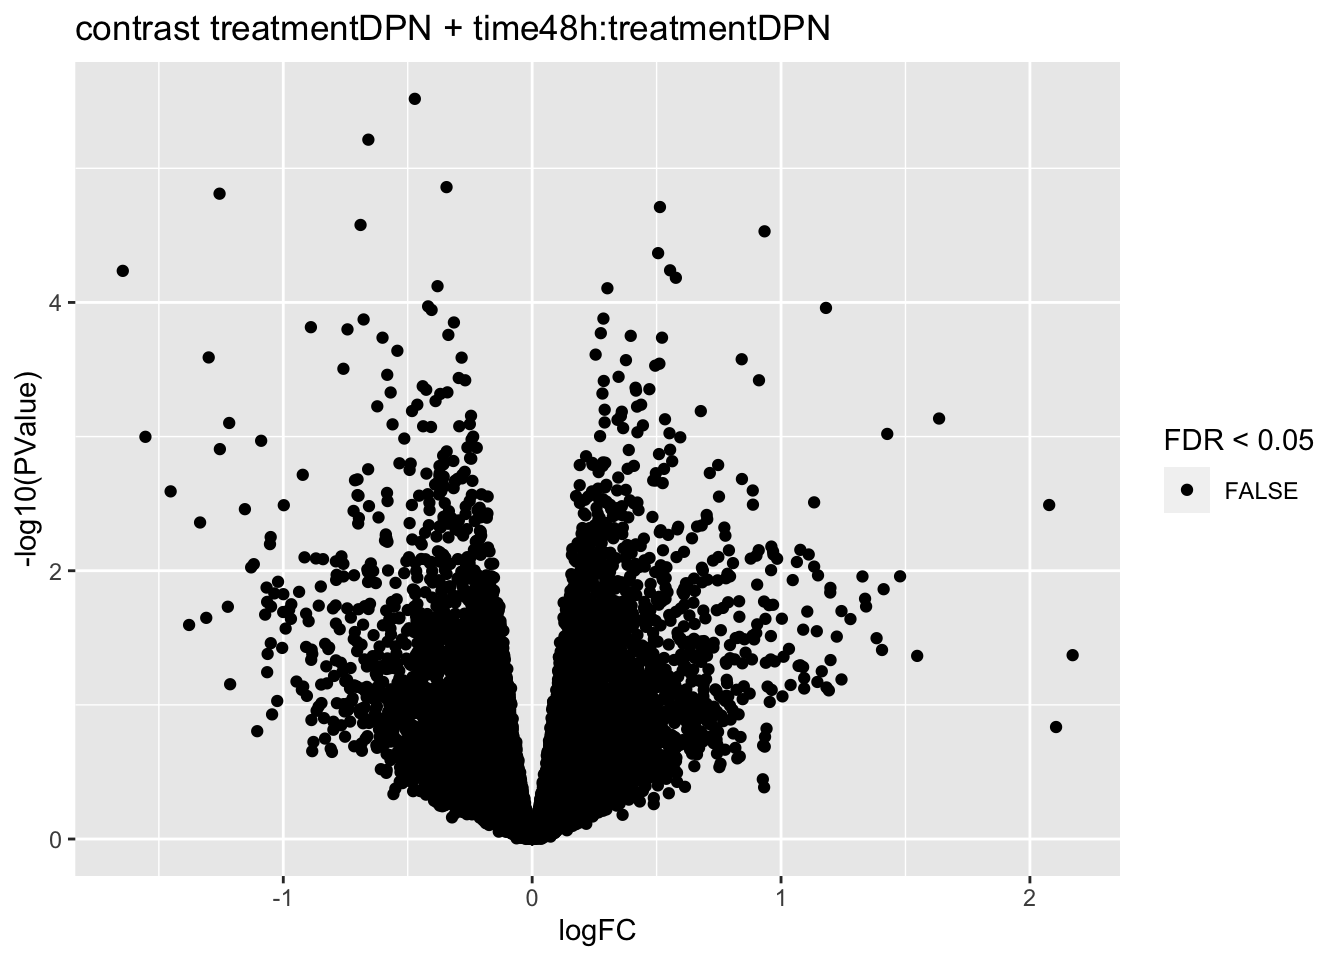 contrast treatmentDPN + time48h:treatmentDPN
-log10(PValue)
4
2
0
-1
0
1
2
logFC
FDR < 0.05
FALSE